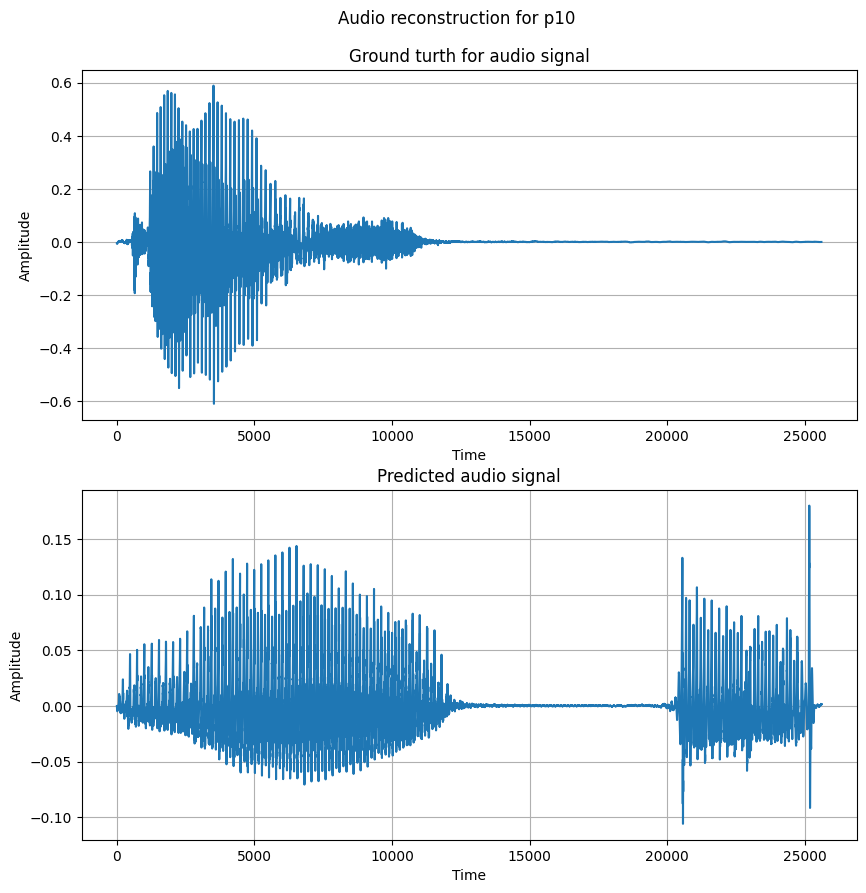 Audio reconstruction for p10
Ground turth for audio signal
0.6
0.4
0.2
0.0
−0.2
−0.4
−0.6
Amplitude
0 5000 10000 15000 20000 25000
Time
Predicted audio signal
0.15
0.10
0.05
0.00
−0.05
−0.10
Amplitude
0 5000 10000 15000 20000 25000
Time